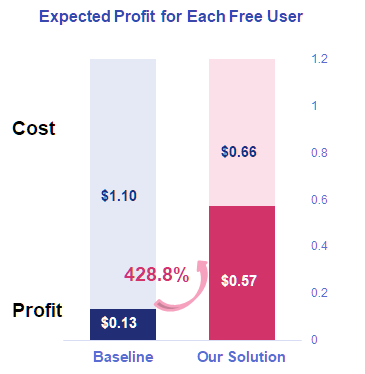 Expected Profit for Each Free User
1.2
1
Cost
0.8
$0.66
$1.10
0.6
0.4
428.8%
$0.57
0.2
Profit
$0.13
0
Baseline
Our Solution